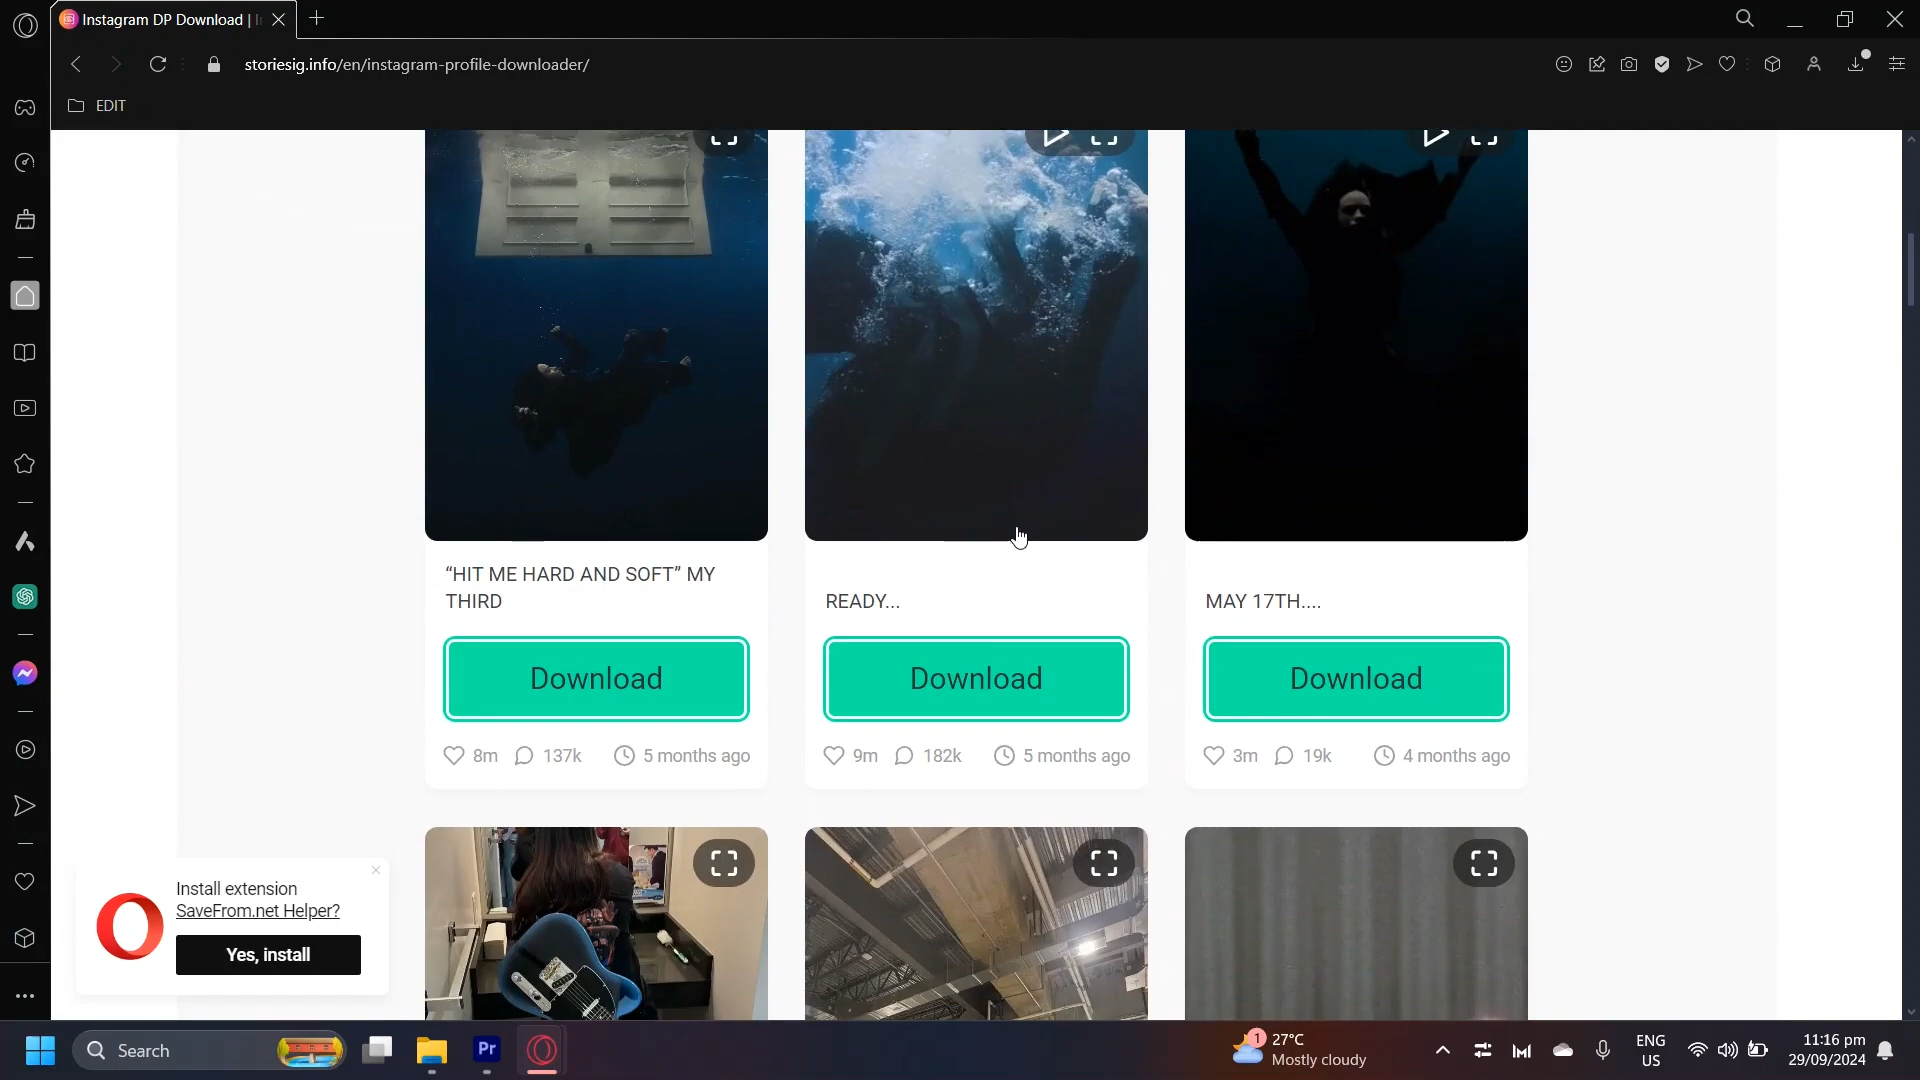 Instagram DP Download | I
storiesig.info/en/instagram-profile-downloader/
EDIT
“HIT ME HARD AND SOFT” MY
THIRD
READY...
MAY 17TH....
Download
Download
Download
8m 137k 5 months ago
9m 182k 5 months ago
3m 19k 4 months ago
Install extension
SaveFrom.net Helper?
Yes, install
Search
Pr
1
27°C
Mostly cloudy
ENG
US
11:16 pm
29/09/2024